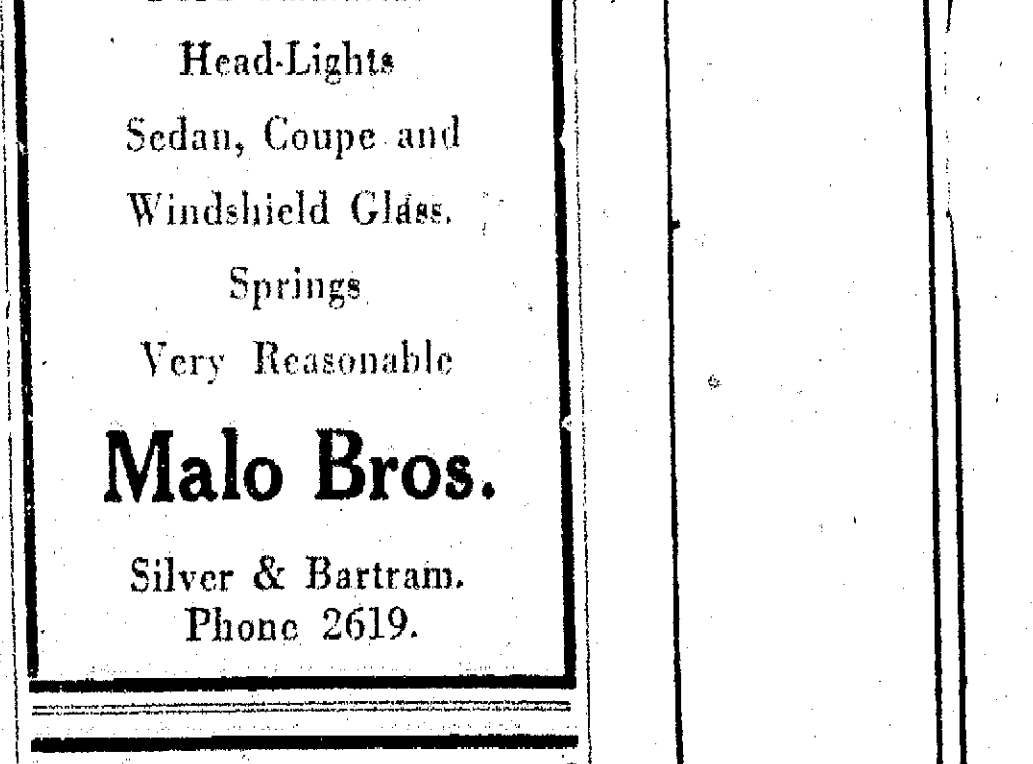 Head-Lights
Sedan, Coupe and
Windshield Glass.
Springs
Very Reasonable
Malo Bros.
Silver & Bartram.
Phone 2619.